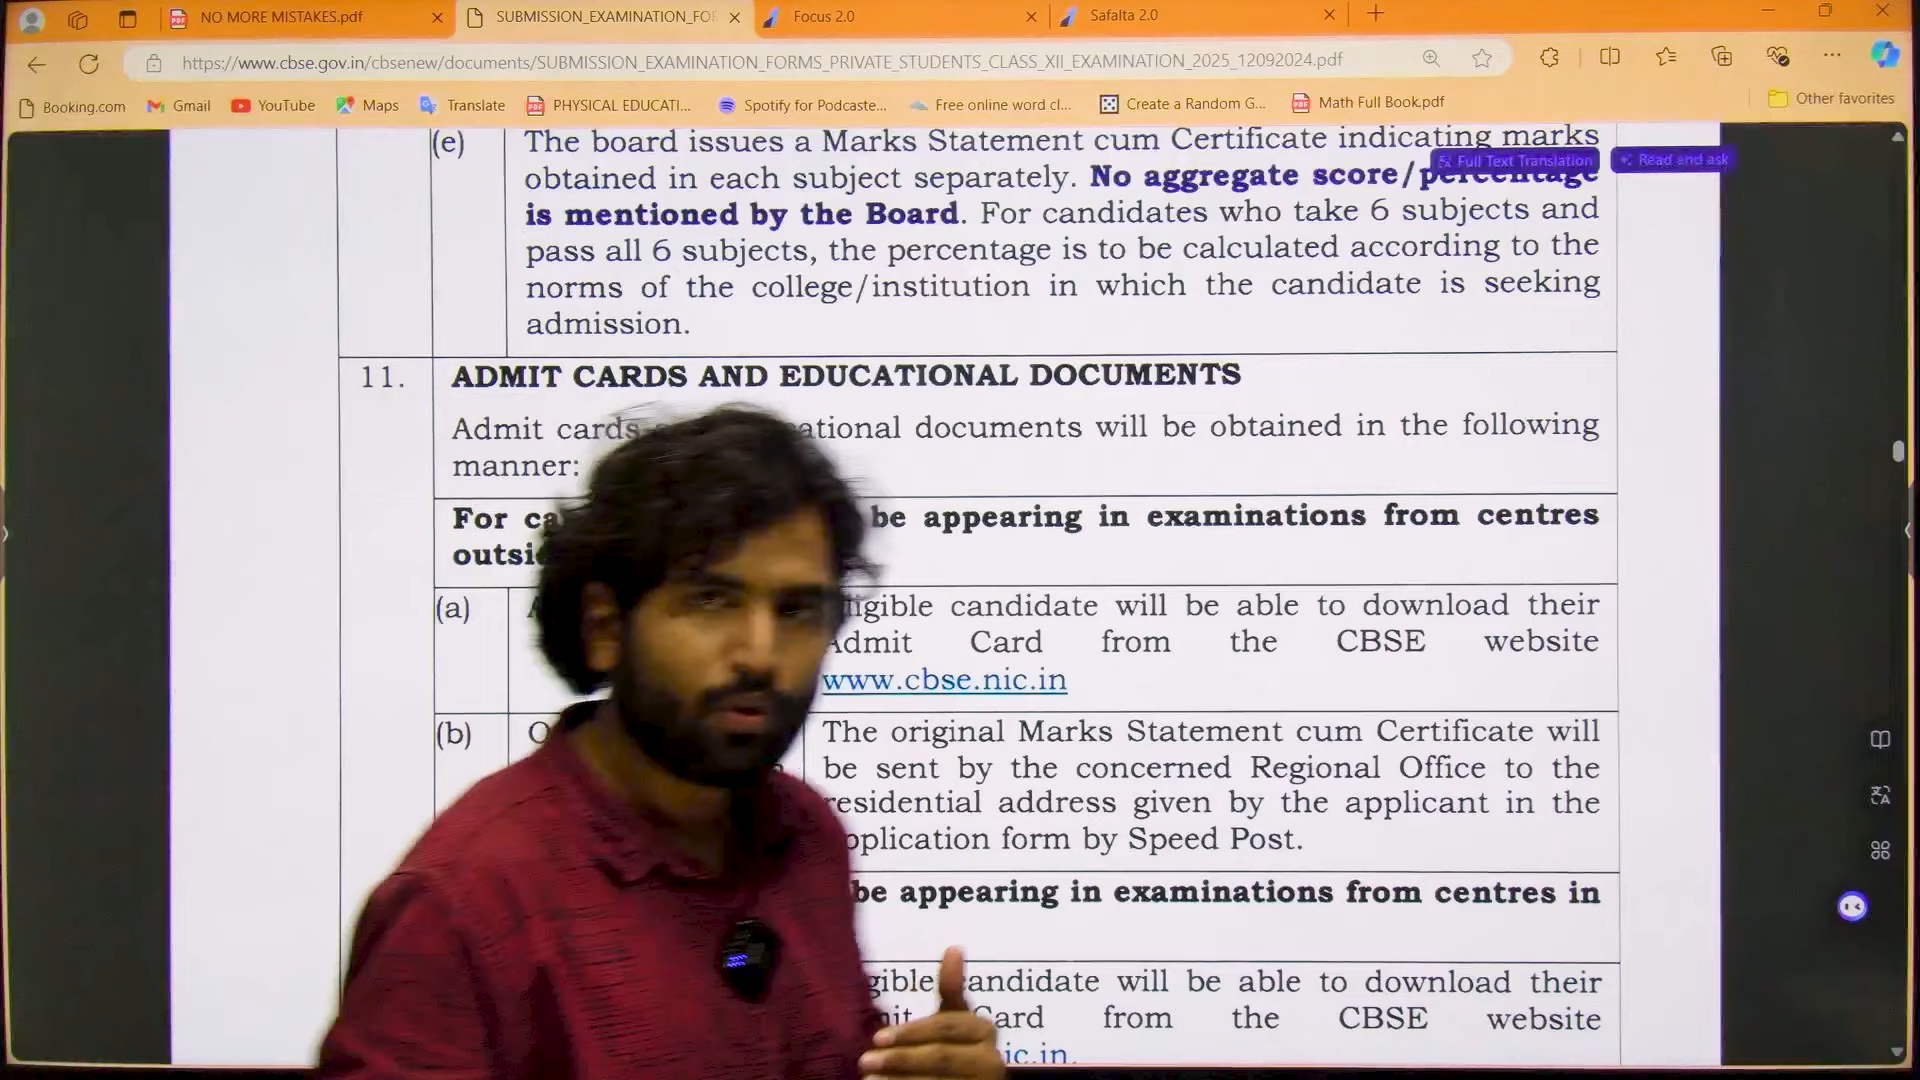 NO MORE MISTAKES.pdf
SUBMISSION_EXAMINATION_FO
Focus 2.0
Safalta 2.0
https://www.cbse.gov.in/cbsenew/documents/SUBMISSION_EXAMINATION_FORMS_PRIVATE_STUDENTS_CLASS_XII_EXAMINATION_2025_12092024.pdf
Booking.com
Gmail
YouTube
Maps
Translate
PHYSICAL EDUCATI...
Spotify for Podcaste...
Free online word cl...
Create a Random G...
Math Full Book.pdf
Other favorites
(e) The board issues a Marks Statement cum Certificate indicating marks
Full Text Translation
Read and ask
obtained in each subject separately. No aggregate score/percentage
is mentioned by the Board. For candidates who take 6 subjects and
pass all 6 subjects, the percentage is to be calculated according to the
norms of the college/institution in which the candidate is seeking
admission.
11. ADMIT CARDS AND EDUCATIONAL DOCUMENTS
Admit cards documents will be obtained in the following
manner:
For be appearing in examinations from centres
(a) candidate will be able to download their
Admit Card from the CBSE website
www.cbse.nic.in
(b) The original Marks Statement cum Certificate will
be sent by the concerned Regional Office to the
residential address given by the applicant in the
application form by Speed Post.
be appearing in examinations from centres in
candidate will be able to download their
Card from the CBSE website